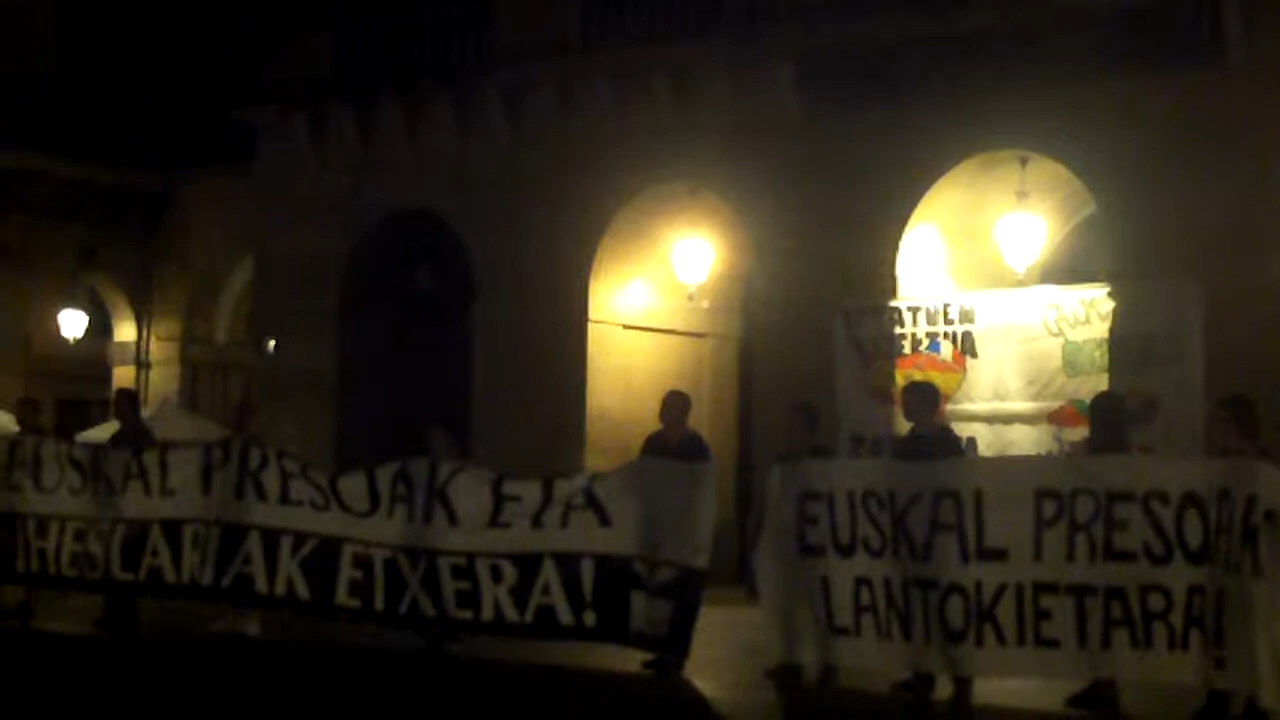 EUSKAL PRESOAK ETA
IHESLARIAK ETXERA!
EUSKAL PRESOAK
LANTOKIETARA!